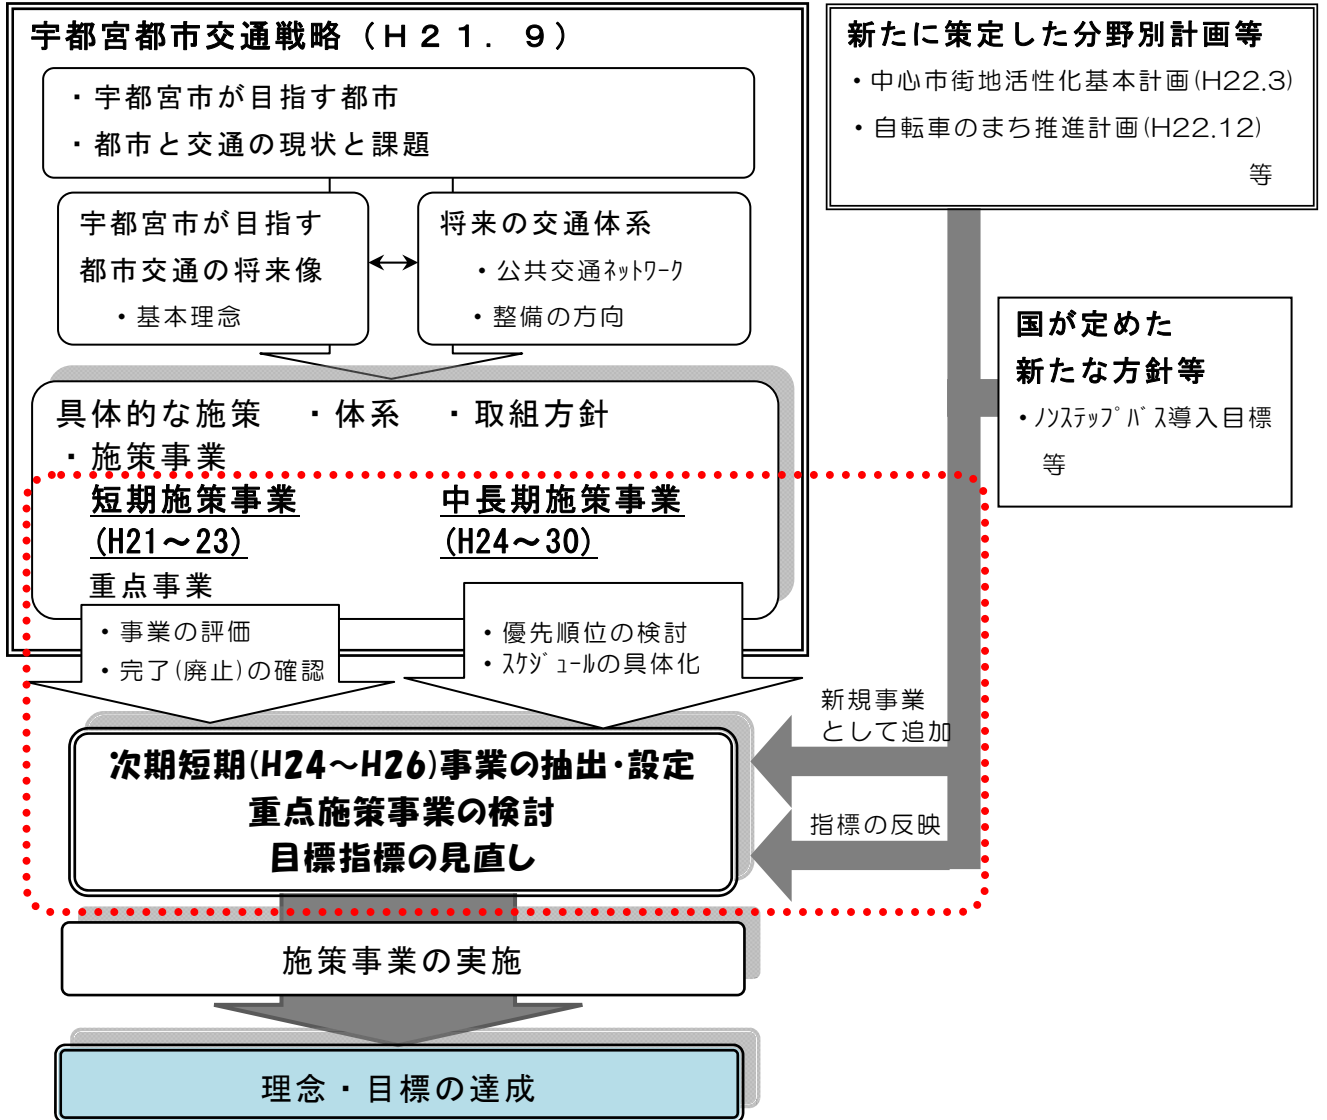 宇都宮都市交通戦略（Ｈ２１．９）
・宇都宮市が目指す都市
・都市と交通の現状と課題
宇都宮市が目指す
都市交通の将来像
・基本理念
将来の交通体系
・公共交通ﾈｯﾄﾜｰｸ
・整備の方向
具体的な施策　・体系　・取組方針
・施策事業
短期施策事業
(H21～23)
重点事業
中長期施策事業
(H24～30)
・事業の評価
・完了(廃止)の確認
・優先順位の検討
・ｽｹｼﾞｭｰﾙの具体化
新たに策定した分野別計画等
・中心市街地活性化基本計画(H22.3)
・自転車のまち推進計画(H22.12)
等
国が定めた
新たな方針等
・ﾉﾝｽﾃｯﾌﾟﾊﾞｽ導入目標
等
新規事業
として追加
指標の反映
次期短期(H24～H26)事業の抽出・設定
重点施策事業の検討
目標指標の見直し
施策事業の実施
理念・目標の達成